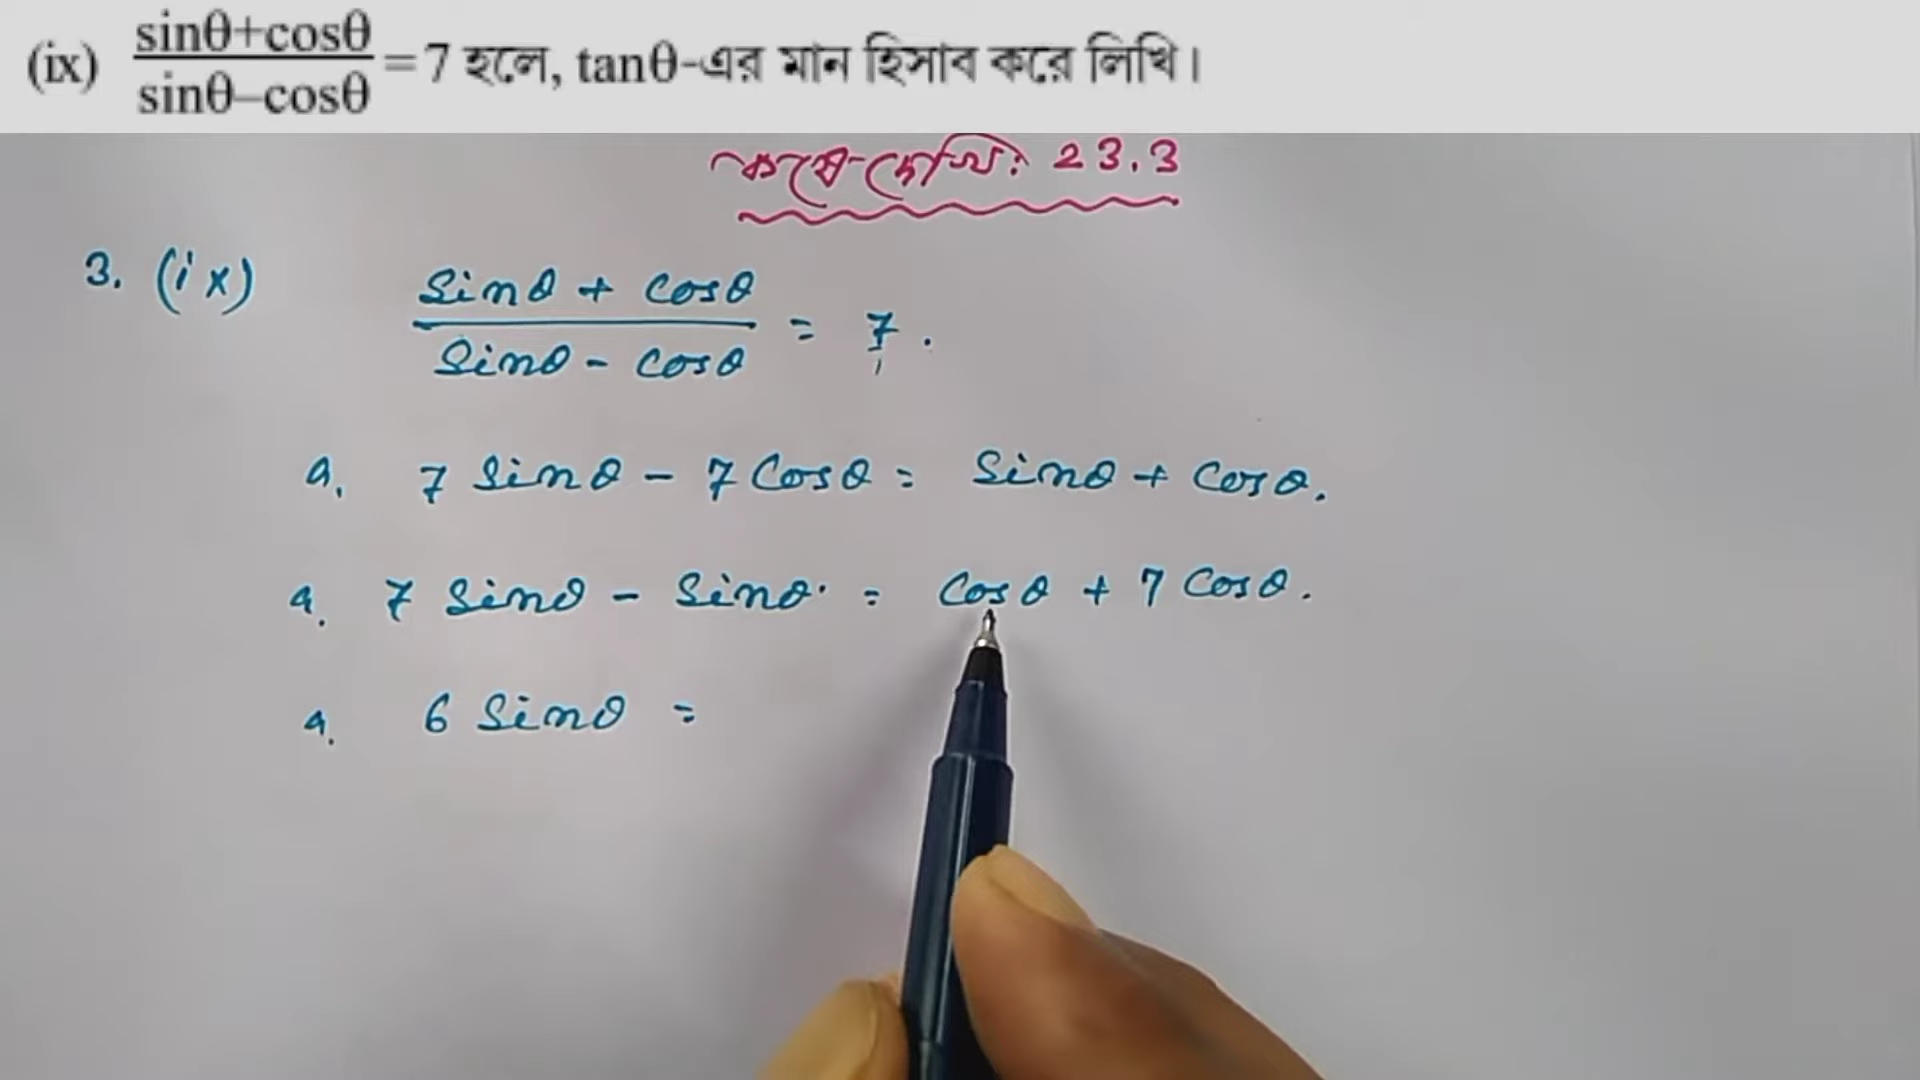 (ix) sinθ+cosθ / sinθ–cosθ = 7 হলে, tanθ-এর মান হিসাব করে লিখি।
কষে দেখি: 23.3
3. (ix) Sinθ + Cosθ / Sinθ - Cosθ = 7.
বা, 7 Sinθ - 7 Cosθ = Sinθ + Cosθ.
বা, 7 Sinθ - Sinθ = Cosθ + 7 Cosθ.
বা, 6 Sinθ =